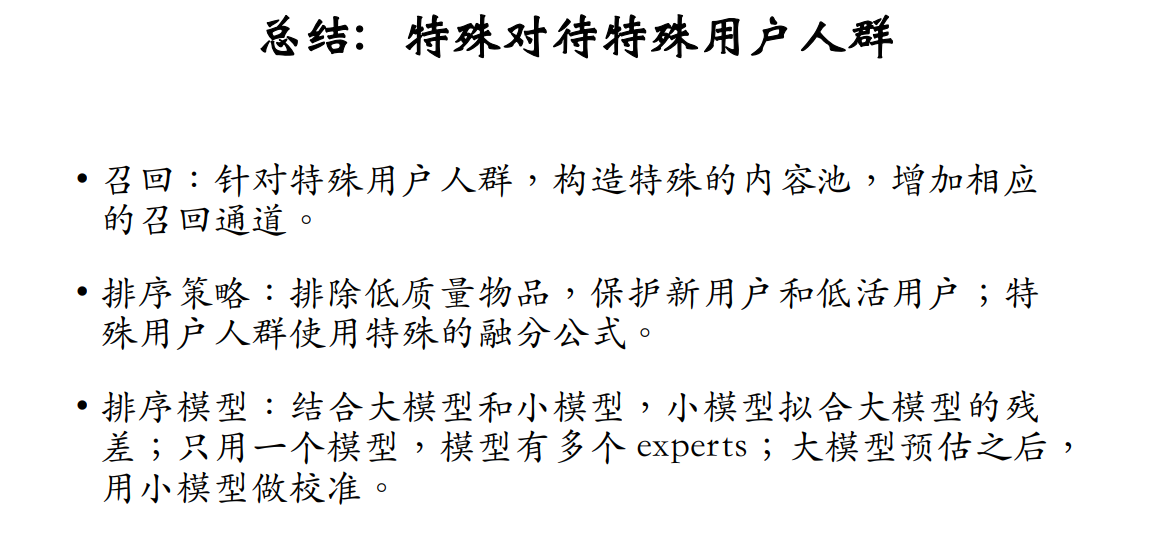 总结：特殊对待特殊用户人群
• 召回：针对特殊用户人群，构造特殊的内容池，增加相应
的召回通道。
• 排序策略：排除低质量物品，保护新用户和低活用户；特
殊用户人群使用特殊的融分公式。
• 排序模型：结合大模型和小模型，小模型拟合大模型的残
差；只用一个模型，模型有多个 experts；大模型预估之后，
用小模型做校准。